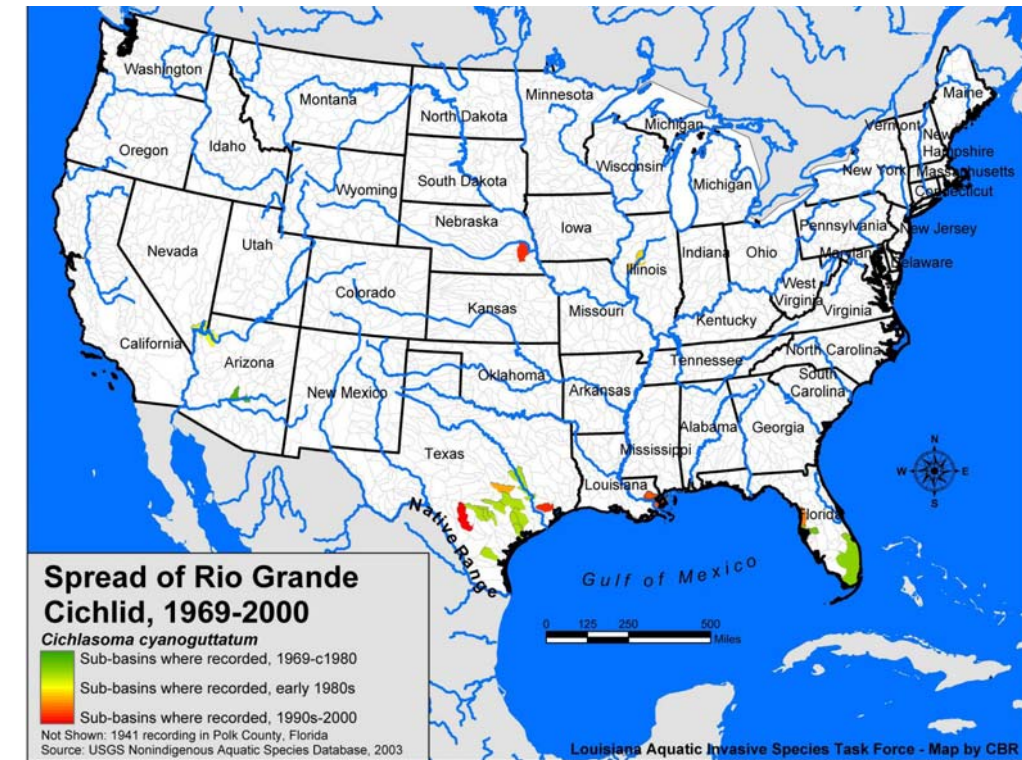 Washington
Montana
North Dakota
Minnesota
Michigan
Maine
Vermont
New
Hampshire
Oregon
Idaho
Wyoming
South Dakota
Wisconsin
Michigan
New York
Massachusetts
Connecticut
Nebraska
Iowa
Pennsylvania
New Jersey
Nevada
Utah
Illinois
Indiana
Ohio
Maryland
Delaware
West
Virginia
Virginia
Colorado
Kansas
Missouri
Kentucky
California
Arizona
New Mexico
Oklahoma
Arkansas
Tennessee
North Carolina
South
Carolina
Texas
Mississippi
Alabama
Georgia
Louisiana
Florida
N
W
E
S
Native Range
Gulf of Mexico
0 125 250 500
Miles
Spread of Rio Grande
Cichlid, 1969-2000
Cichlasoma cyanoguttatum
Sub-basins where recorded, 1969-c1980
Sub-basins where recorded, early 1980s
Sub-basins where recorded, 1990s-2000
Not Shown: 1941 recording in Polk County, Florida
Source: USGS Nonindigenous Aquatic Species Database, 2003
Louisiana Aquatic Invasive Species Task Force - Map by CBR